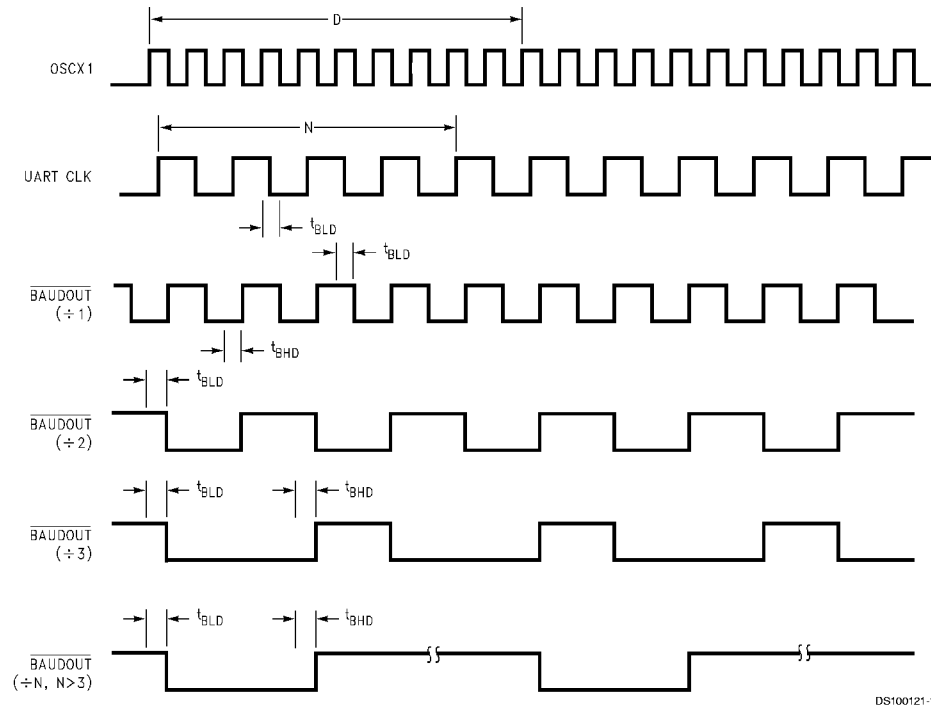 D
OSCX1
N
UART CLK
tBLD
tBLD
BAUDOUT
(÷1)
tBHD
tBLD
BAUDOUT
(÷2)
tBLD
tBHD
BAUDOUT
(÷3)
tBLD
tBHD
BAUDOUT
(÷N, N>3)